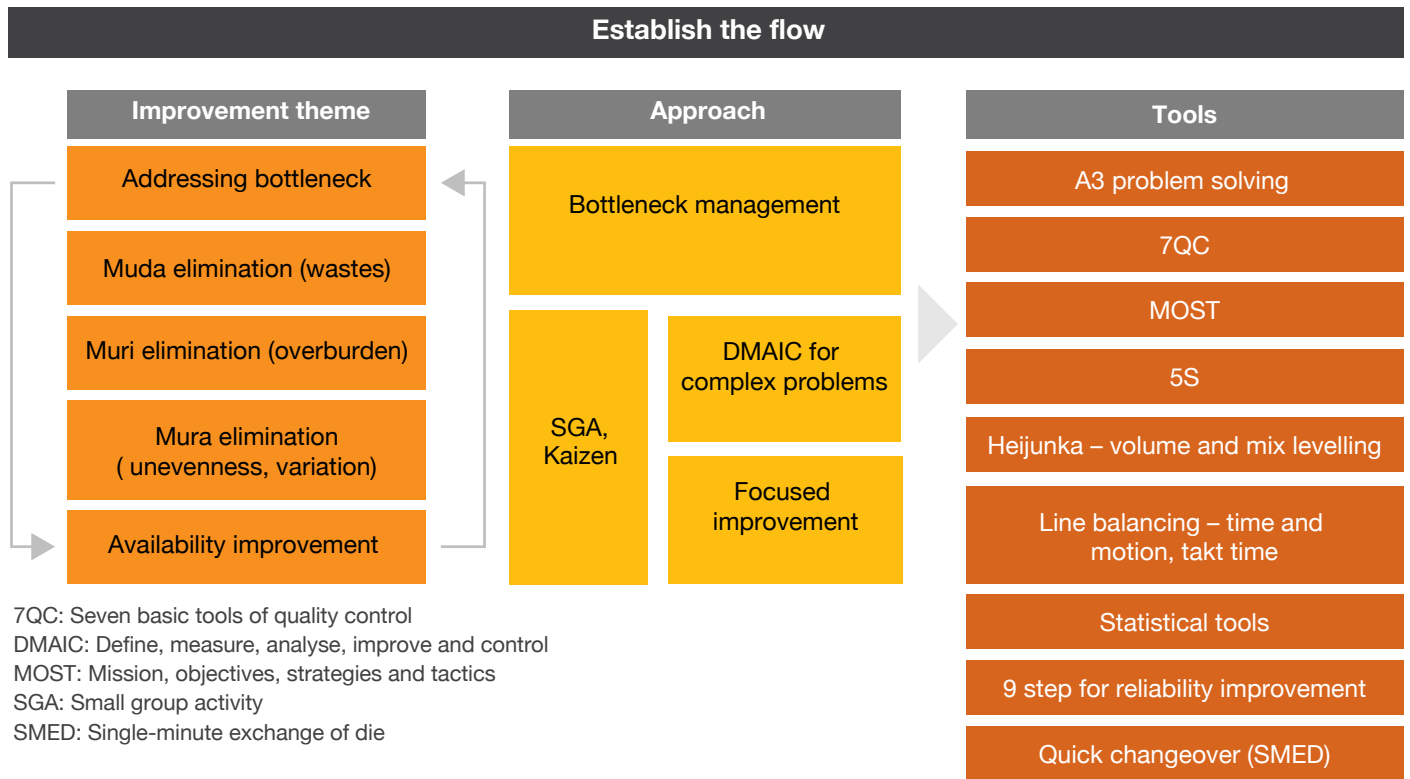 Establish the flow
Improvement theme
Addressing bottleneck
Muda elimination (wastes)
Muri elimination (overburden)
Mura elimination
( unevenness, variation)
Availability improvement
Approach
Bottleneck management
SGA,
Kaizen
DMAIC for
complex problems
Focused
improvement
Tools
A3 problem solving
7QC
MOST
5S
Heijunka – volume and mix levelling
Line balancing – time and
motion, takt time
Statistical tools
9 step for reliability improvement
Quick changeover (SMED)
7QC: Seven basic tools of quality control
DMAIC: Define, measure, analyse, improve and control
MOST: Mission, objectives, strategies and tactics
SGA: Small group activity
SMED: Single-minute exchange of die